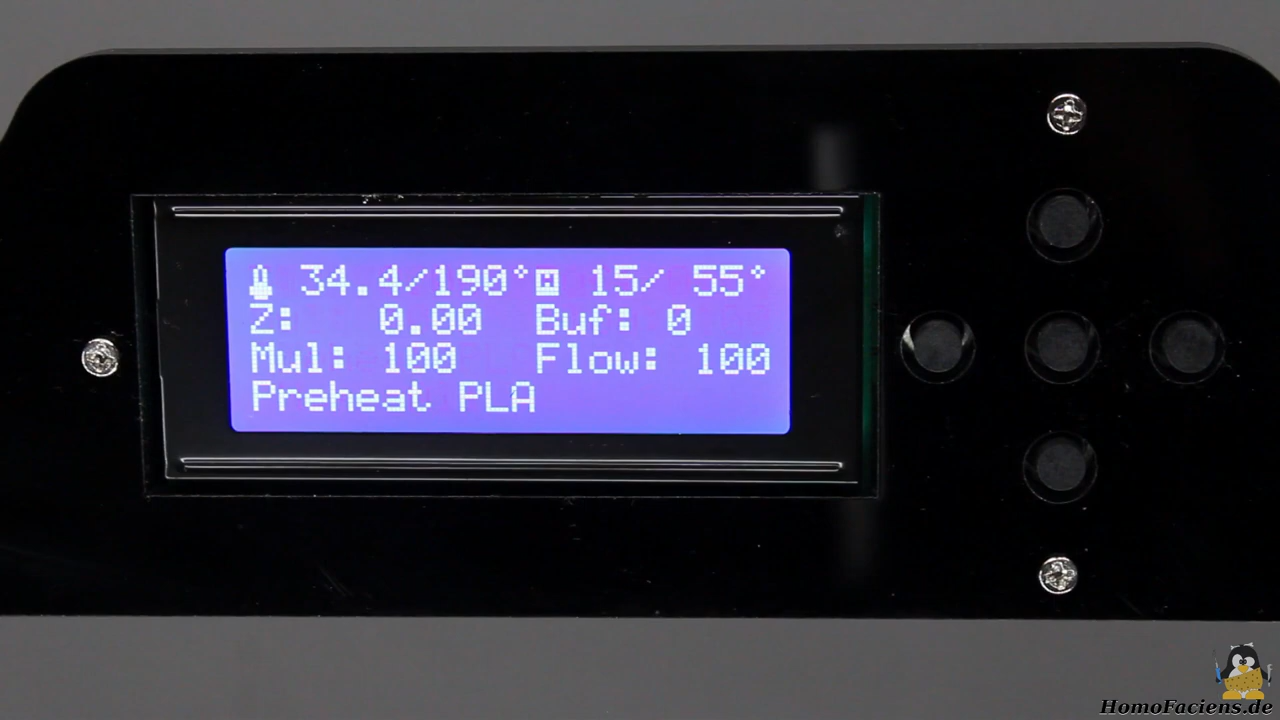 34.4/190° 15/ 55°
Z: 0.00 Buf: 0
Mul: 100 Flow: 100
Preheat PLA
HomoFaciens.de